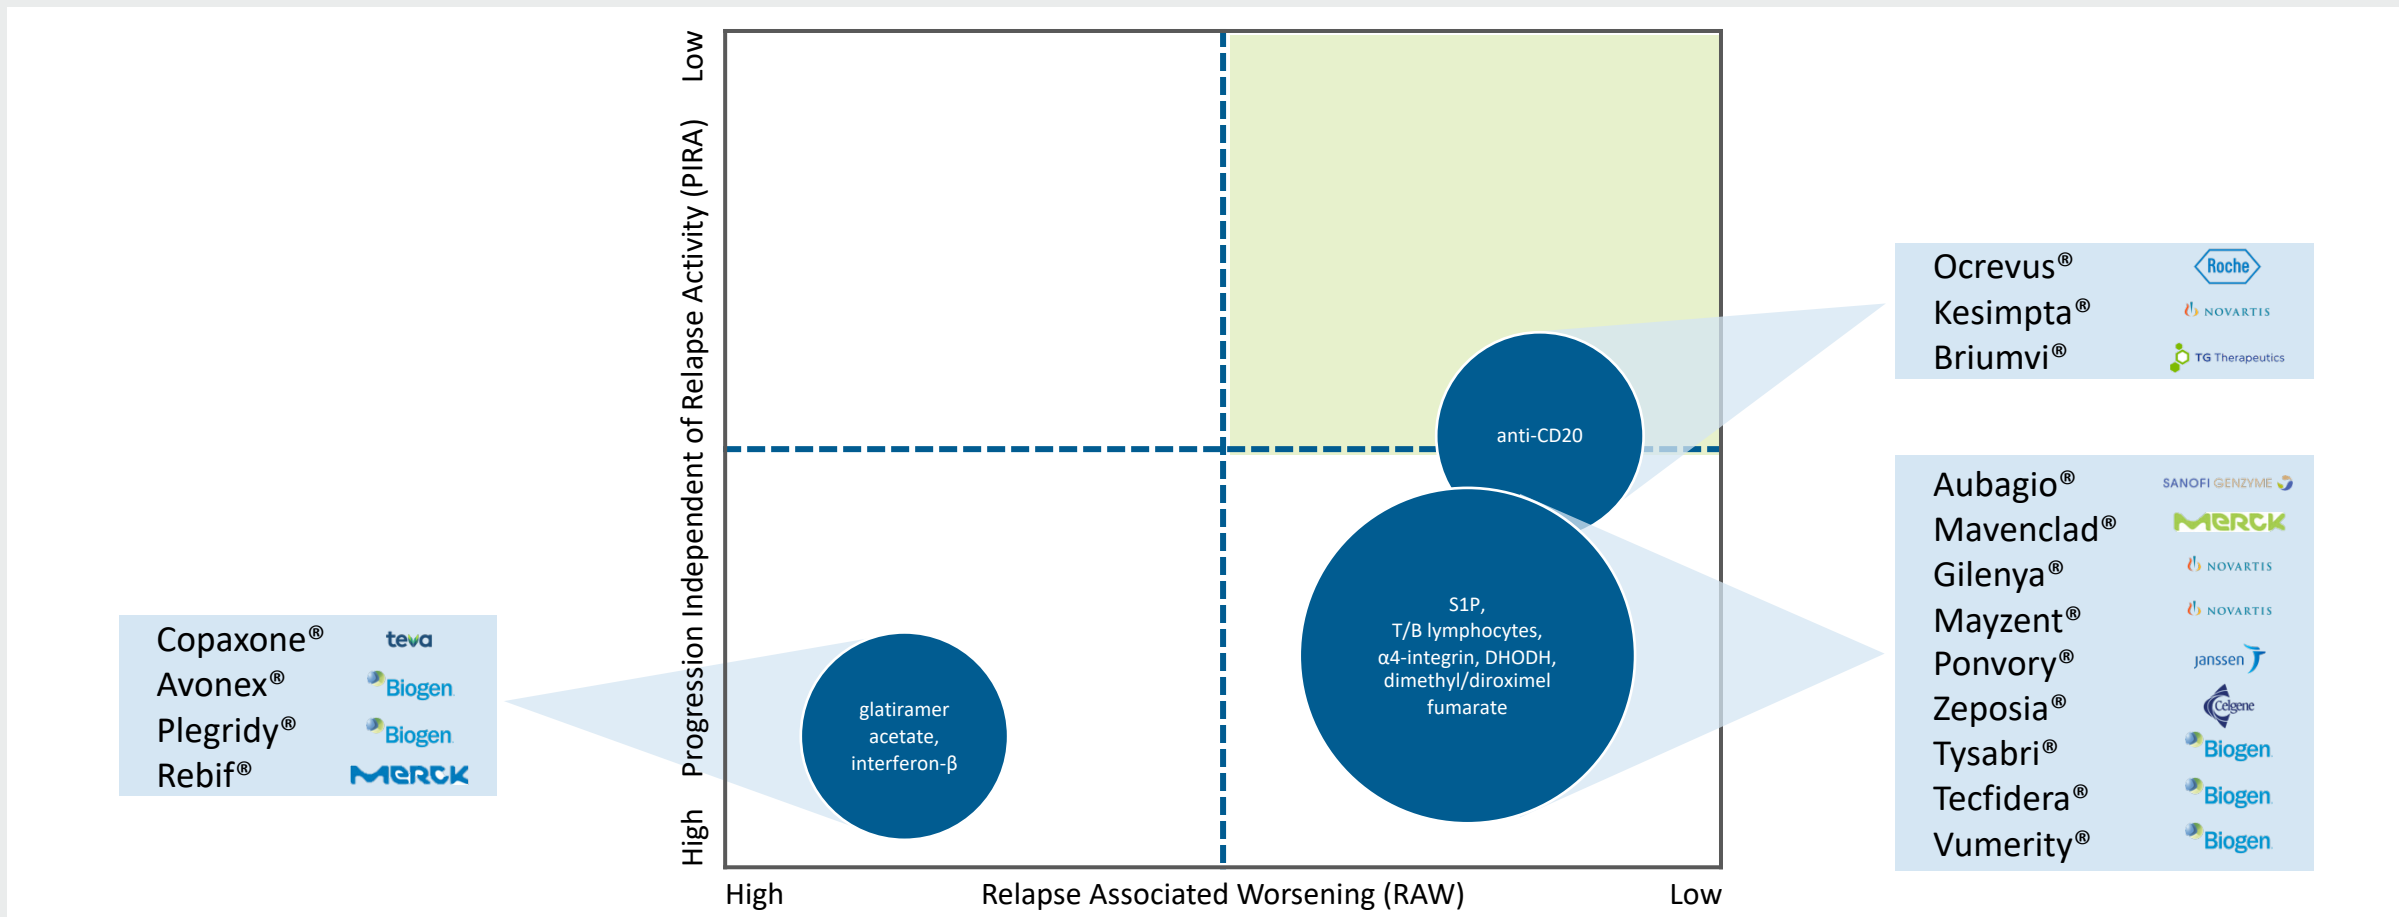 Low
Progression Independent of Relapse Activity (PIRA)
High
High
Relapse Associated Worsening (RAW)
Low
anti-CD20
S1P,
T/B lymphocytes,
α4-integrin, DHODH,
dimethyl/diroximel
fumarate
glatiramer
acetate,
interferon-β
Copaxone® teva
Avonex® Biogen
Plegridy® Biogen
Rebif® MERCK
Ocrevus® Roche
Kesimpta® NOVARTIS
Briumvi® TG Therapeutics
Aubagio® SANOFI GENZYME
Mavenclad® MERCK
Gilenya® NOVARTIS
Mayzent® NOVARTIS
Ponvory® janssen
Zeposia® Celgene
Tysabri® Biogen
Tecfidera® Biogen
Vumerity® Biogen